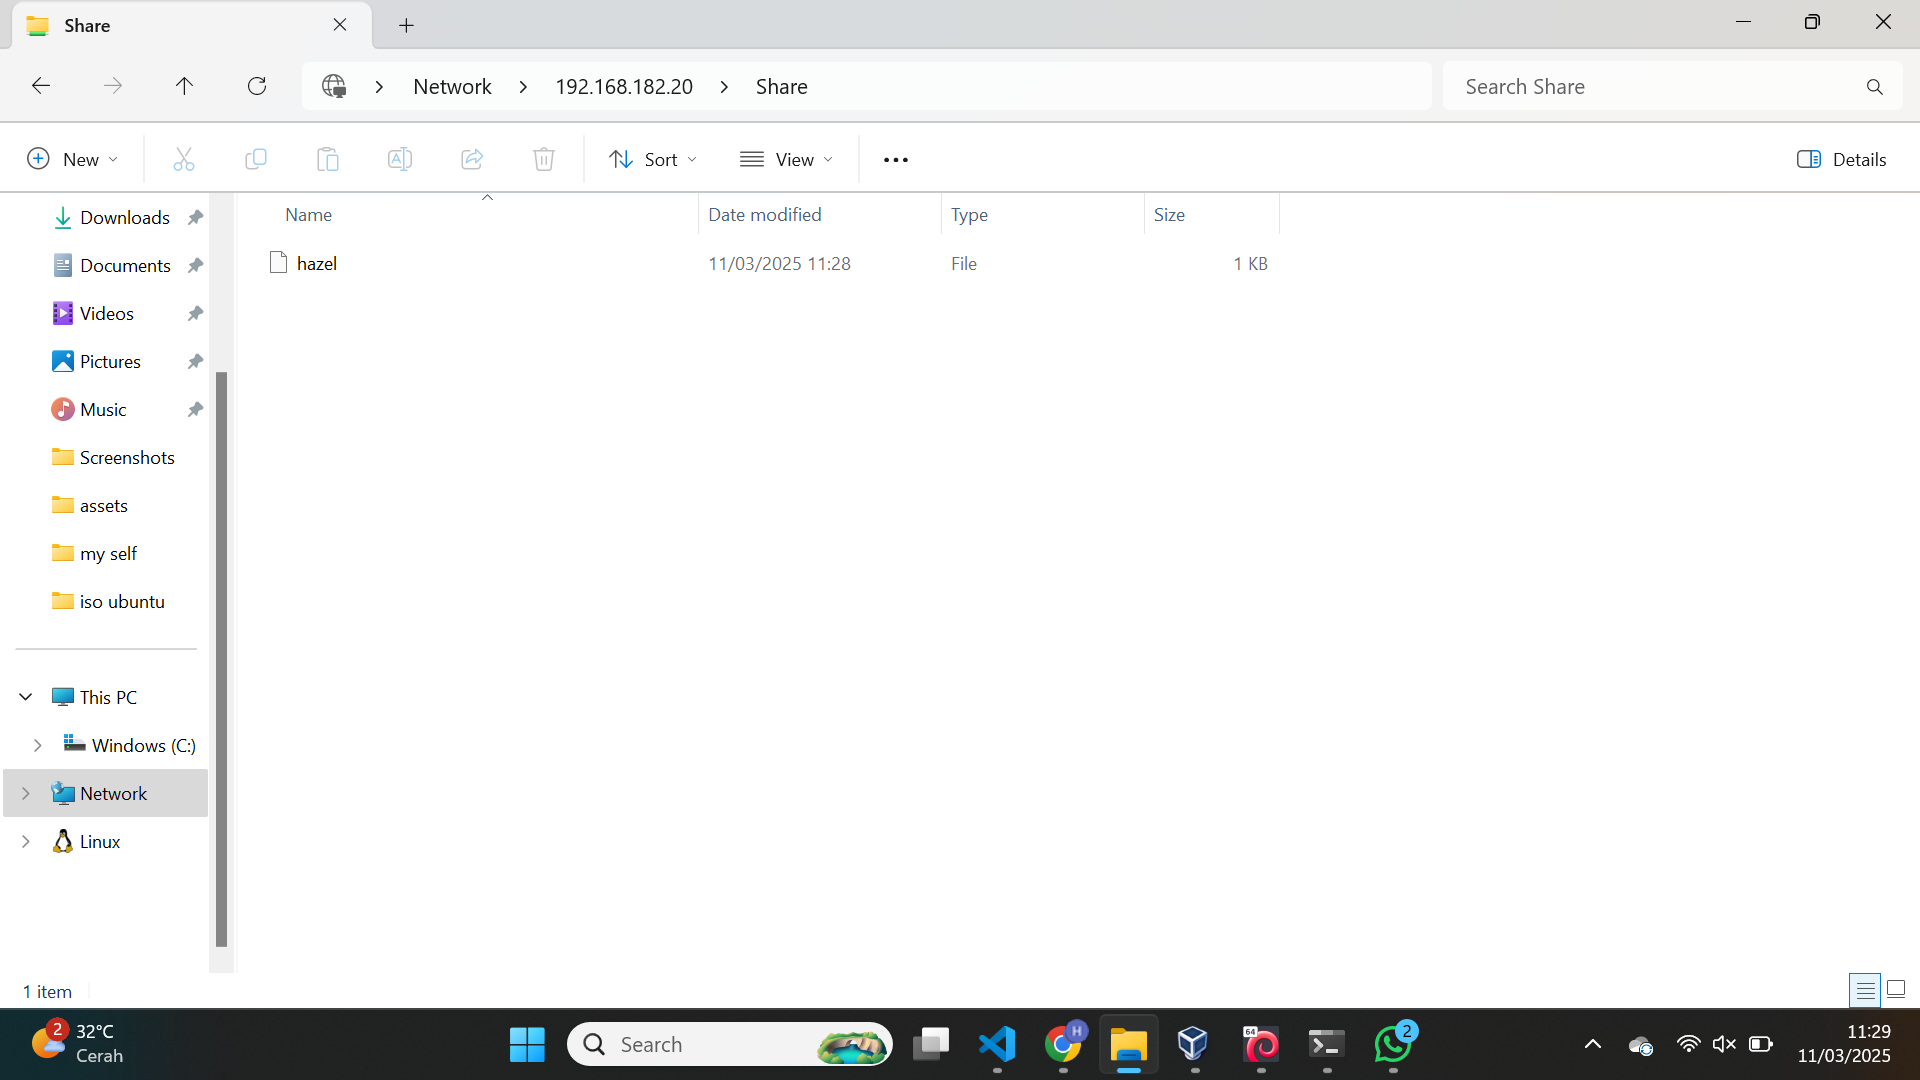 Share
Network > 192.168.182.20 > Share
Search Share
New
Sort
View
Details
Downloads
Documents
Videos
Pictures
Music
Screenshots
assets
my self
iso ubuntu
This PC
Windows (C:)
Network
Linux
Name Date modified Type Size
hazel 11/03/2025 11:28 File 1 KB
1 item
2
32°C
Cerah
Search
H
64
2
11:29
11/03/2025